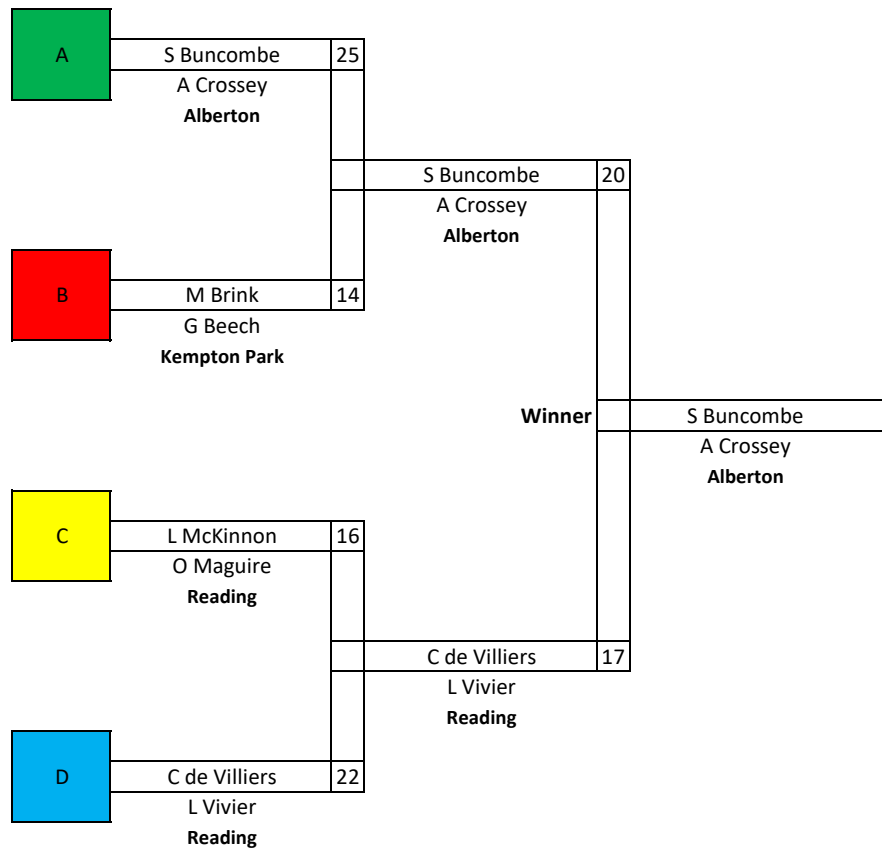 A
S Buncombe 25
A Crossey
Alberton
S Buncombe 20
A Crossey
Alberton
B
M Brink 14
G Beech
Kempton Park
Winner S Buncombe
A Crossey
Alberton
C
L McKinnon 16
O Maguire
Reading
C de Villiers 17
L Vivier
Reading
D
C de Villiers 22
L Vivier
Reading